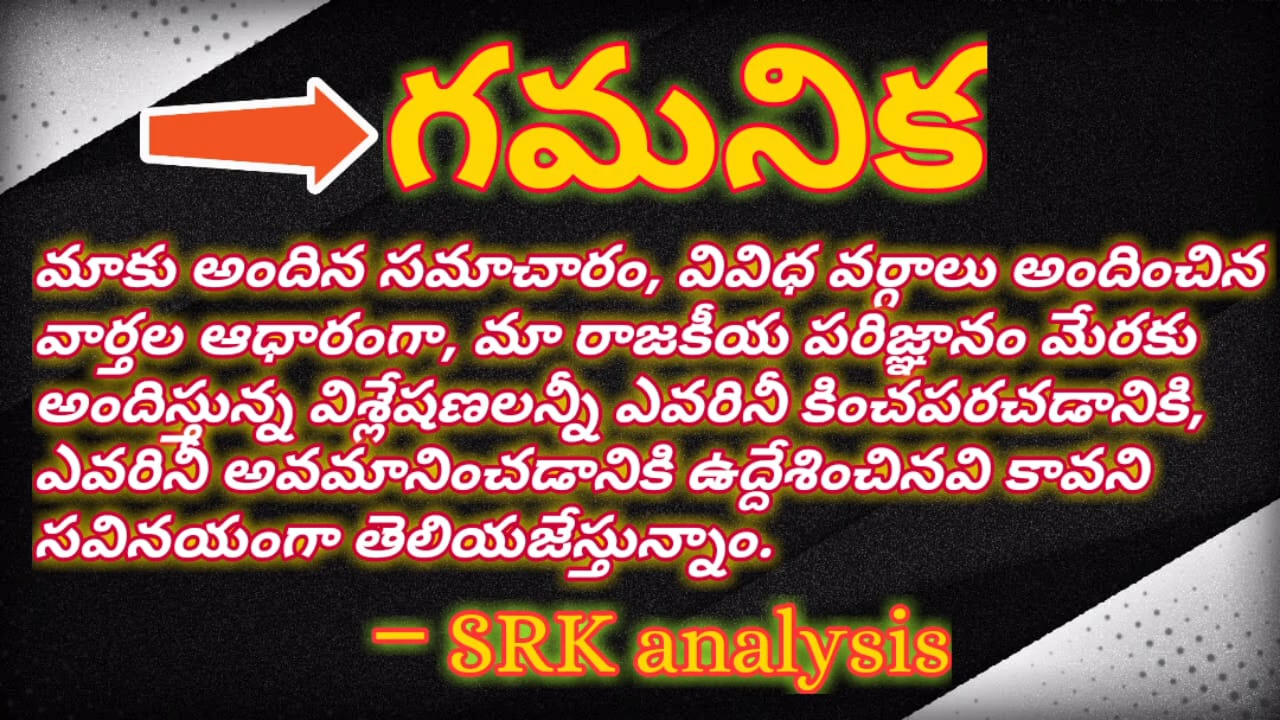 గమనిక
మాకు అందిన సమాచారం, వివిధ వర్గాలు అందించిన
వార్తల ఆధారంగా, మా రాజకీయ పరిజ్ఞానం మేరకు
అందిస్తున్న విశ్లేషణలన్నీ ఎవరినీ కించపరచడానికి,
ఎవరినీ అవమానించడానికి ఉద్దేశించినవి కావని
సవినయంగా తెలియజేస్తున్నాం.
– SRK analysis